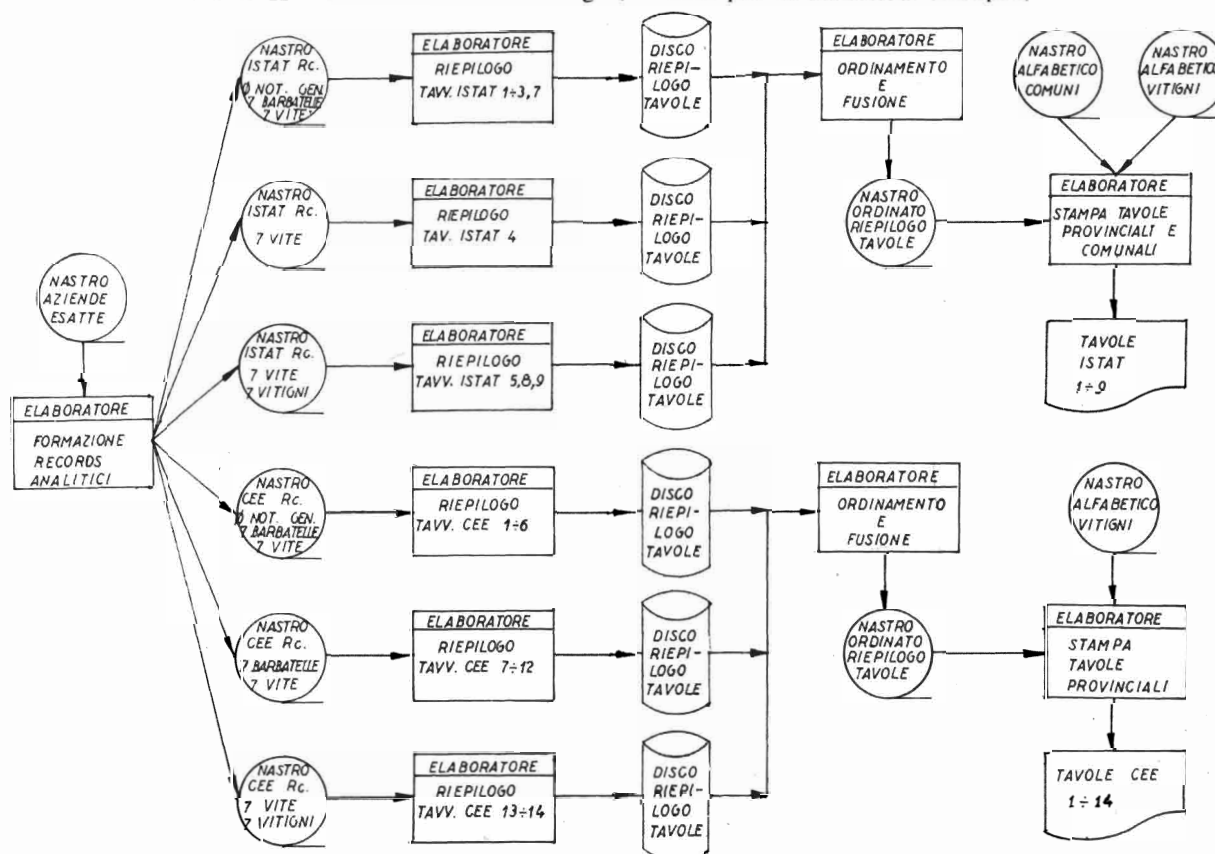 NASTRO
AZIENDE
ESATTE
ELABORATORE
FORMAZIONE
RECORDS
ANALITICI
NASTRO
ISTAT Rc.
Ø NOT. GEN.
7 BARBATELLE
7 VITE
ELABORATORE
RIEPILOGO
TAVV. ISTAT 1÷3,7
DISCO
RIEPI-
LOGO
TAVOLE
NASTRO
ISTAT Rc.
7 VITE
ELABORATORE
RIEPILOGO
TAV. ISTAT 4
DISCO
RIEPI-
LOGO
TAVOLE
NASTRO
ISTAT Rc.
7 VITE
7 VITIGNI
ELABORATORE
RIEPILOGO
TAVV. ISTAT 5,8,9
DISCO
RIEPI-
LOGO
TAVOLE
ELABORATORE
ORDINAMENTO
E
FUSIONE
NASTRO
ORDINATO
RIEPILOGO
TAVOLE
NASTRO
ALFABETICO
COMUNI
NASTRO
ALFABETICO
VITIGNI
ELABORATORE
STAMPA TAVOLE
PROVINCIALI E
COMUNALI
TAVOLE
ISTAT
1÷9
NASTRO
CEE Rc.
Ø NOT. GEN.
7 BARBATELLE
7 VITE
ELABORATORE
RIEPILOGO
TAVV. CEE 1÷6
DISCO
RIEPI-
LOGO
TAVOLE
NASTRO
CEE Rc.
7 BARBATELLE
7 VITE
ELABORATORE
RIEPILOGO
TAVV. CEE 7÷12
DISCO
RIEPI-
LOGO
TAVOLE
NASTRO
CEE Rc.
7 VITE
7 VITIGNI
ELABORATORE
RIEPILOGO
TAVV. CEE 13÷14
DISCO
RIEPI-
LOGO
TAVOLE
ELABORATORE
ORDINAMENTO
E
FUSIONE
NASTRO
ORDINATO
RIEPILOGO
TAVOLE
NASTRO
ALFABETICO
VITIGNI
ELABORATORE
STAMPA
TAVOLE
PROVINCIALI
TAVOLE CEE
1÷14